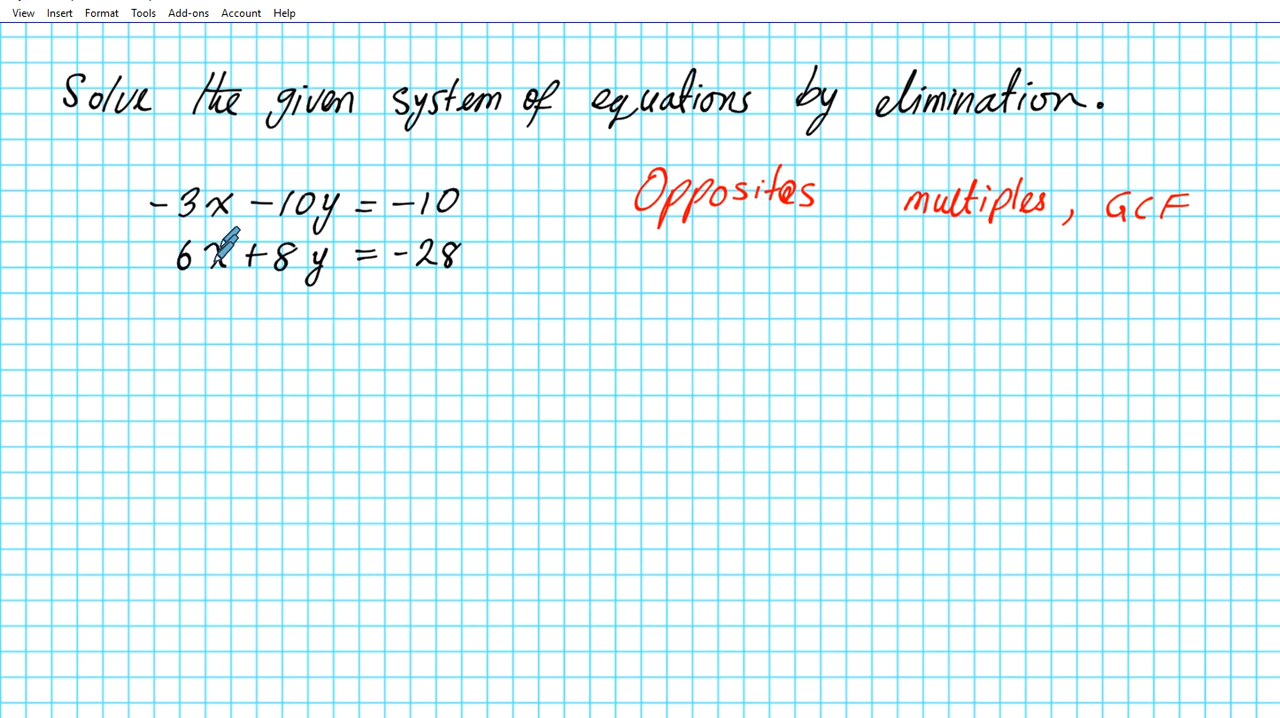 View Insert Format Tools Add-ons Account Help
Solve the given system of equations by elimination.
-3x -10y = -10
Opposites multiples, GCF
6x +8y = -28